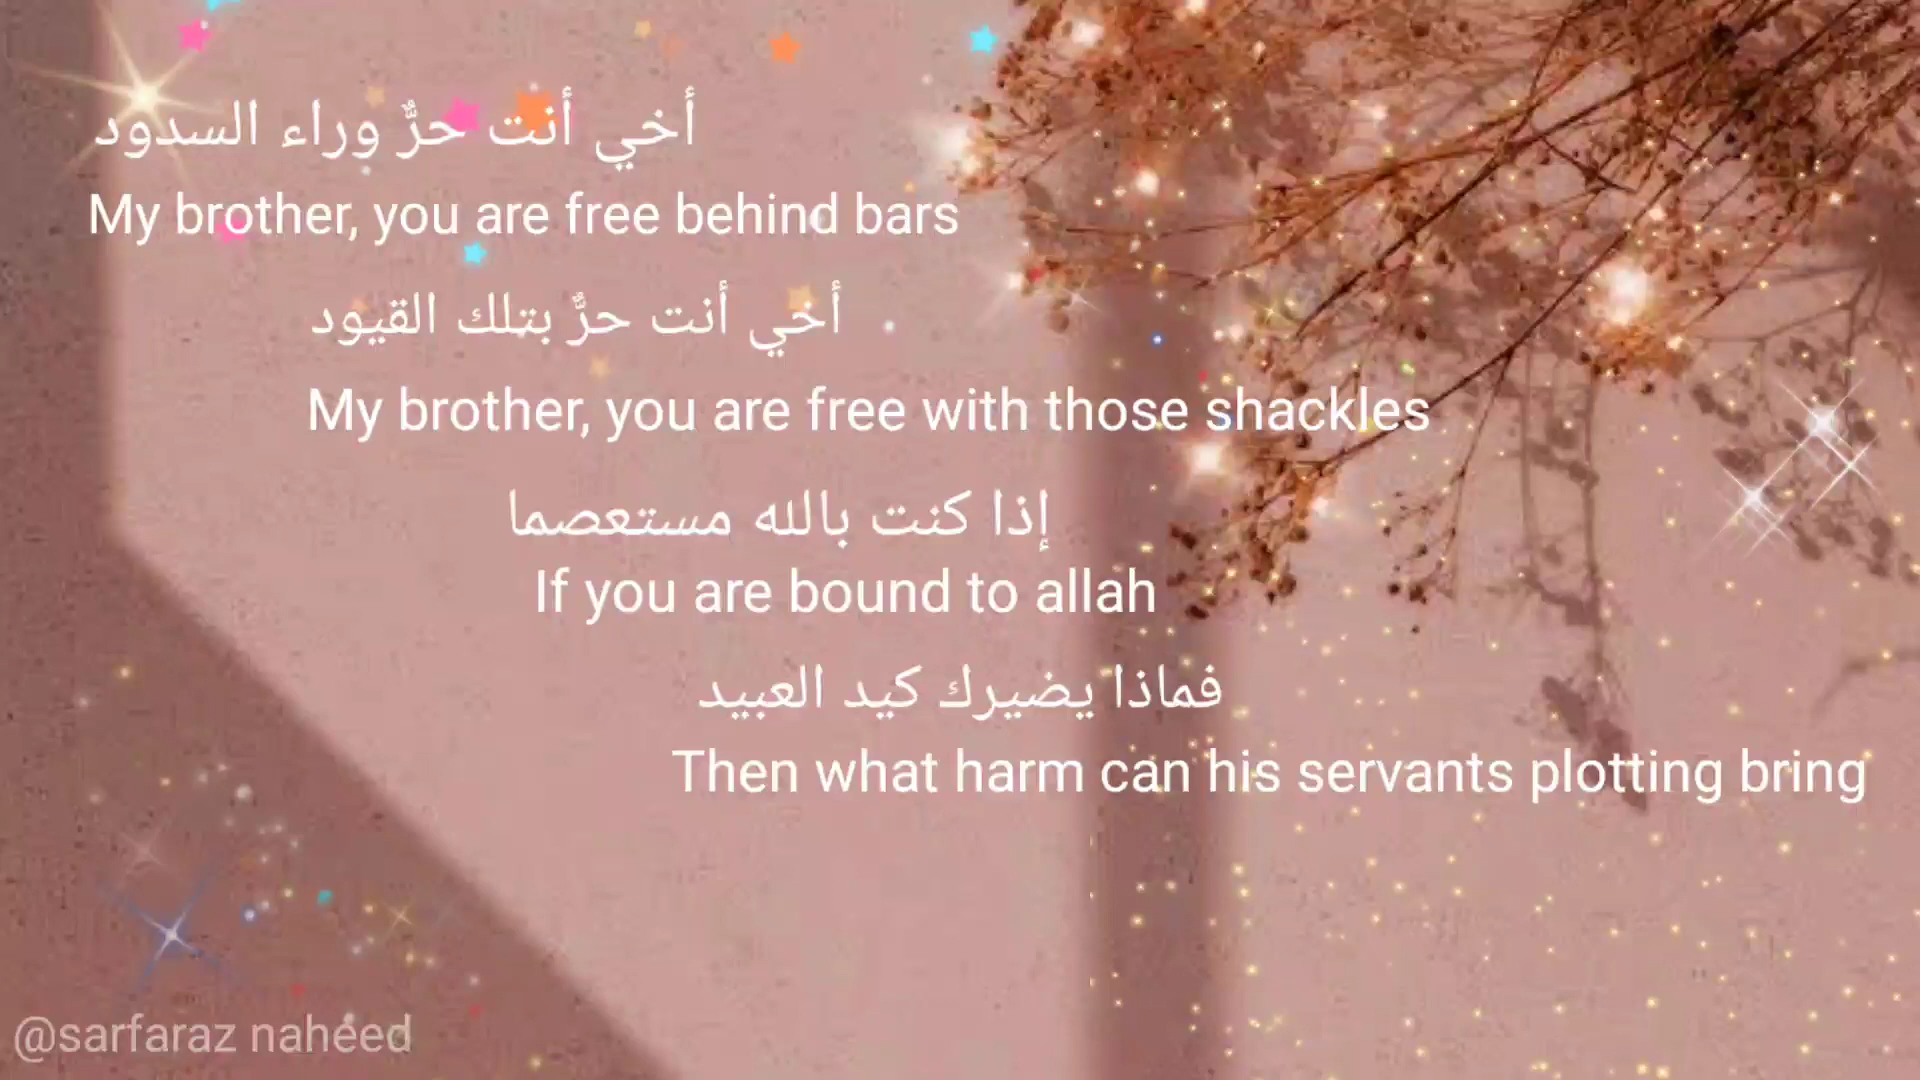 أخي أنت حرٌّ وراء السدود
My brother, you are free behind bars
أخي أنت حرٌّ بتلك القيود
My brother, you are free with those shackles
إذا كنت بالله مستعصما
If you are bound to allah
فماذا يضيرك كيد العبيد
Then what harm can his servants plotting bring
@sarfaraz naheed